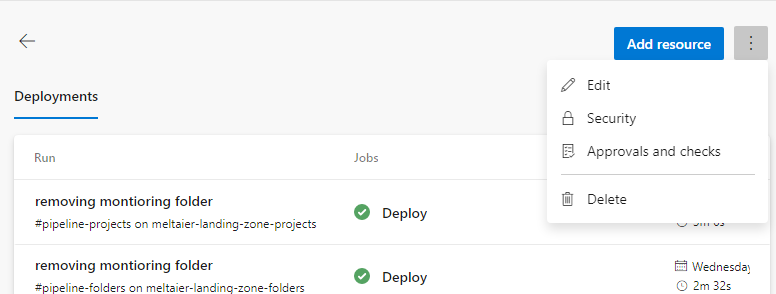 Add resource
Edit
Deployments
Security
Run
Jobs
Approvals and checks
removing montioring folder
#pipeline-projects on meltaier-landing-zone-projects
Deploy
Delete
removing montioring folder
#pipeline-folders on meltaier-landing-zone-folders
Deploy
Wednesday
2m 32s